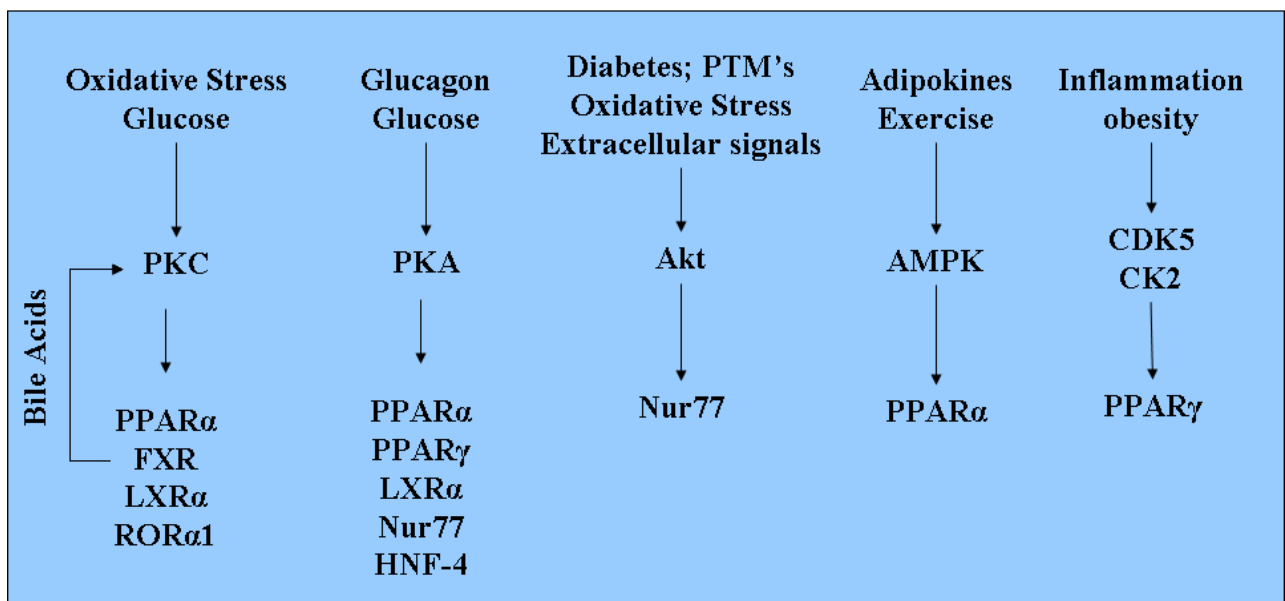 Oxidative Stress
Glucose
PKC
PPARα
FXR
LXRα
RORα1
Bile Acids
Glucagon
Glucose
PKA
PPARα
PPARγ
LXRα
Nur77
HNF-4
Diabetes; PTM's
Oxidative Stress
Extracellular signals
Akt
Nur77
Adipokines
Exercise
AMPK
PPARα
Inflammation
obesity
CDK5
CK2
PPARγ